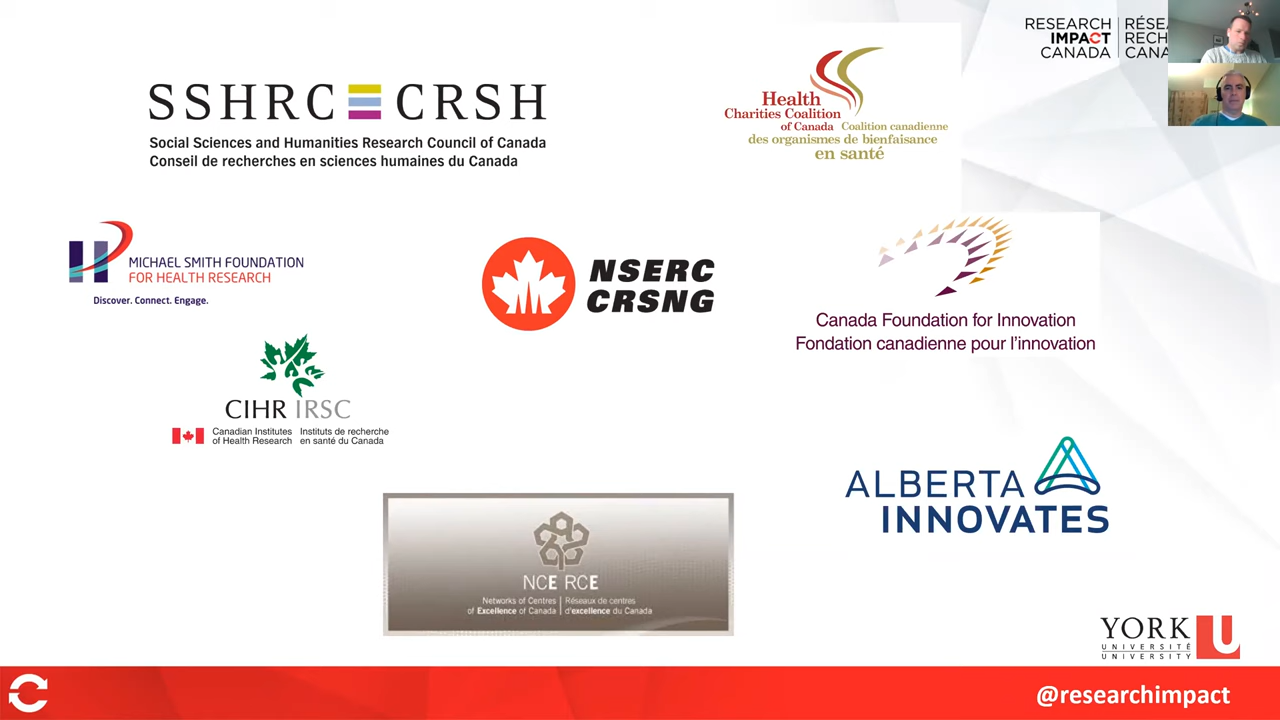 RESEARCH
IMPACT
CANADA
SSHRC CRSH
Social Sciences and Humanities Research Council of Canada
Conseil de recherches en sciences humaines du Canada
Health
Charities Coalition
of Canada Coalition canadienne
des organismes de bienfaisance
en santé
MICHAEL SMITH FOUNDATION
FOR HEALTH RESEARCH
Discover. Connect. Engage.
NSERC
CRSNG
Canada Foundation for Innovation
Fondation canadienne pour l'innovation
CIHR IRSC
Canadian Institutes
of Health Research
Instituts de recherche
en santé du Canada
ALBERTA
INNOVATES
NCE RCE
Networks of Centres
of Excellence of Canada
Réseaux de centres
d'excellence du Canada
YORK U
UNIVERSITÉ
UNIVERSITY
@researchimpact